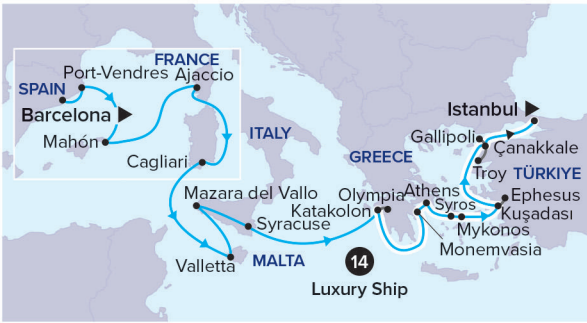 FRANCE
Port-Vendres
Ajaccio
SPAIN
Barcelona
Mahón
ITALY
Cagliari
Istanbul
Gallipoli
Çanakkale
GREECE
Troy
TÜRKIYE
Mazara del Vallo
Olympia
Athens
Ephesus
Katakolon
Syros
Kuşadası
Syracuse
Mykonos
Monemvasia
Valletta
MALTA
14
Luxury Ship